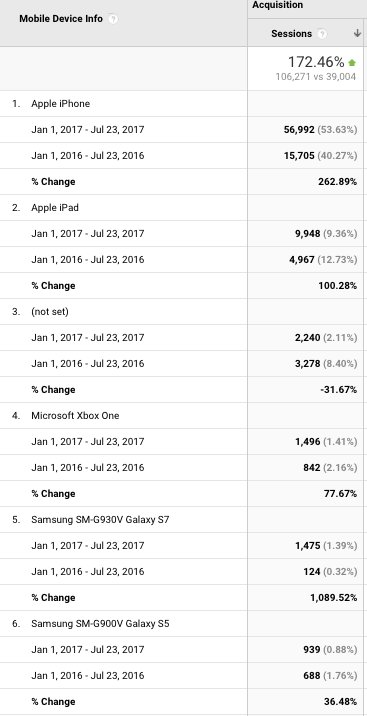 Mobile Device Info ?
Acquisition
Sessions ? ↓
172.46%
106,271 vs 39,004
1. Apple iPhone
Jan 1, 2017 - Jul 23, 2017 56,992 (53.63%)
Jan 1, 2016 - Jul 23, 2016 15,705 (40.27%)
% Change 262.89%
2. Apple iPad
Jan 1, 2017 - Jul 23, 2017 9,948 (9.36%)
Jan 1, 2016 - Jul 23, 2016 4,967 (12.73%)
% Change 100.28%
3. (not set)
Jan 1, 2017 - Jul 23, 2017 2,240 (2.11%)
Jan 1, 2016 - Jul 23, 2016 3,278 (8.40%)
% Change -31.67%
4. Microsoft Xbox One
Jan 1, 2017 - Jul 23, 2017 1,496 (1.41%)
Jan 1, 2016 - Jul 23, 2016 842 (2.16%)
% Change 77.67%
5. Samsung SM-G930V Galaxy S7
Jan 1, 2017 - Jul 23, 2017 1,475 (1.39%)
Jan 1, 2016 - Jul 23, 2016 124 (0.32%)
% Change 1,089.52%
6. Samsung SM-G900V Galaxy S5
Jan 1, 2017 - Jul 23, 2017 939 (0.88%)
Jan 1, 2016 - Jul 23, 2016 688 (1.76%)
% Change 36.48%